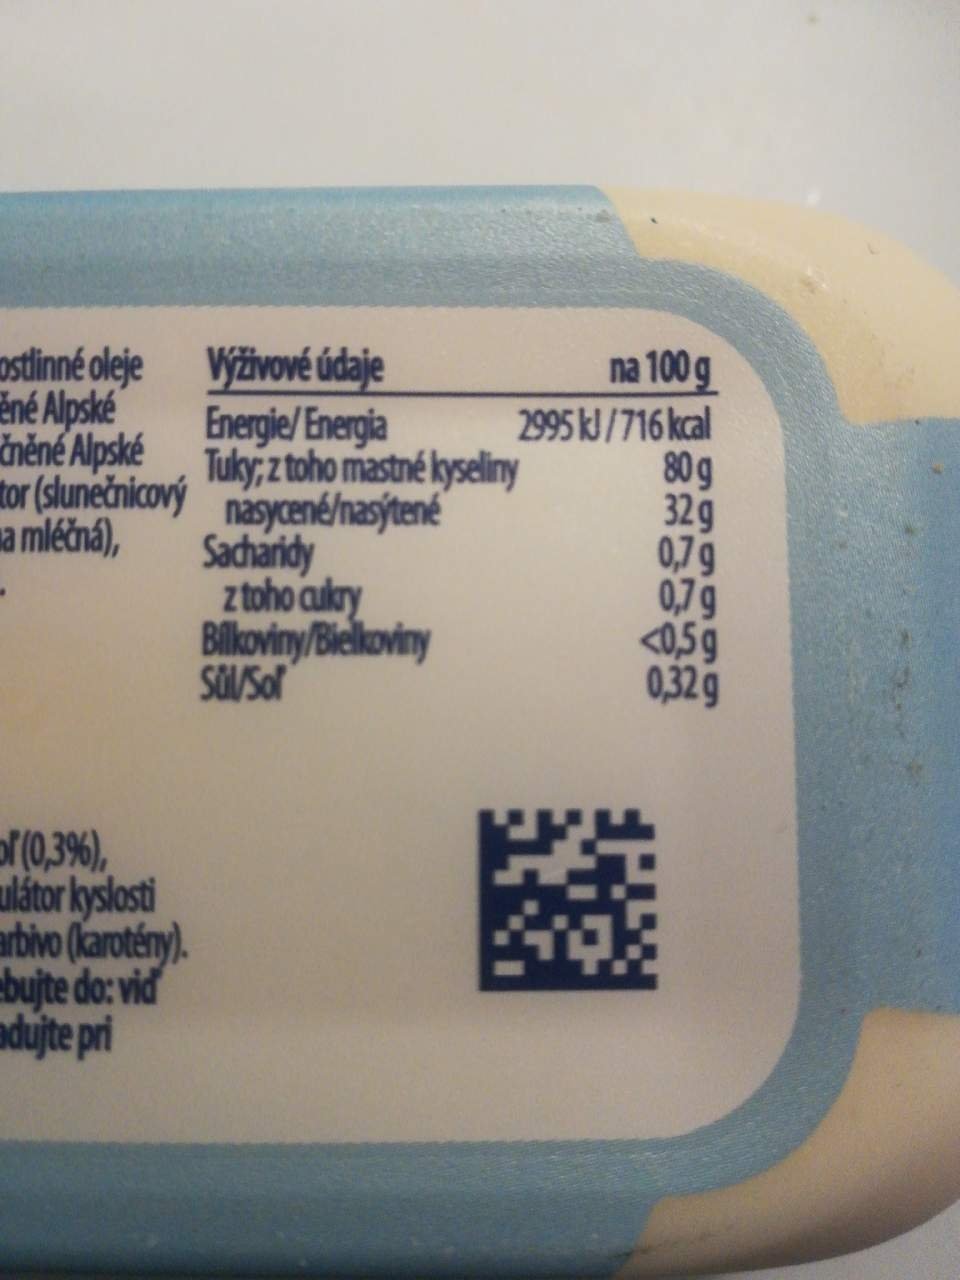 ostlinné oleje
ěné Alpské
čněné Alpské
tor (slunečnicový
na mléčná),
.
Výživové údaje na 100 g
Energie/ Energia 2995 kJ / 716 kcal
Tuky; z toho mastné kyseliny 80 g
nasycené/nasýtené 32 g
Sacharidy 0,7 g
z toho cukry 0,7 g
Bílkoviny/Bielkoviny <0,5 g
Sůl/Soľ 0,32 g
oľ (0,3%),
ulátor kyslosti
arbivo (karotény).
ebujte do: viď
adujte pri